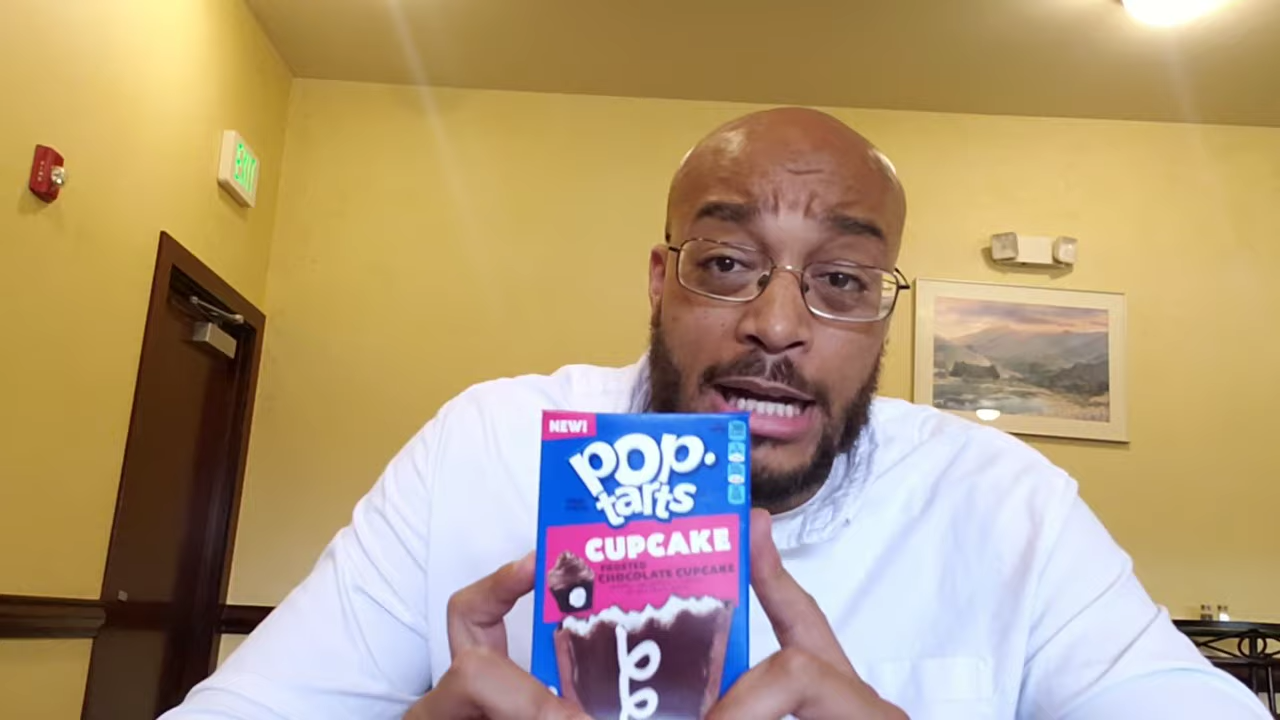 EXIT
NEW!
pop.
tarts
CUPCAKE
FROSTED
CHOCOLATE CUPCAKE